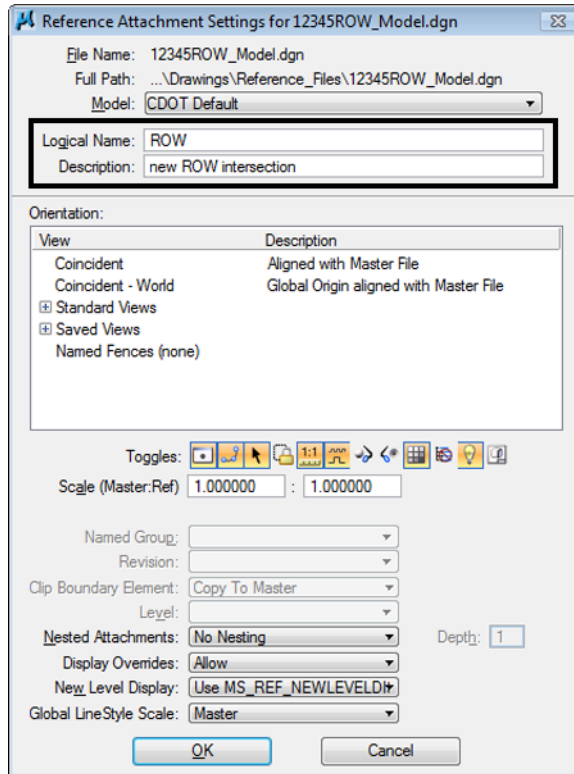 Reference Attachment Settings for 12345ROW_Model.dgn
File Name: 12345ROW_Model.dgn
Full Path: ...\Drawings\Reference_Files\12345ROW_Model.dgn
Model: CDOT Default
Logical Name: ROW
Description: new ROW intersection
Orientation:
View Description
Coincident Aligned with Master File
Coincident - World Global Origin aligned with Master File
Standard Views
Saved Views
Named Fences (none)
Toggles: 1:1
Scale (Master:Ref) 1.000000 : 1.000000
Named Group:
Revision:
Clip Boundary Element: Copy To Master
Level:
Nested Attachments: No Nesting Depth: 1
Display Overrides: Allow
New Level Display: Use MS_REF_NEWLEVELDI
Global LineStyle Scale: Master
OK Cancel